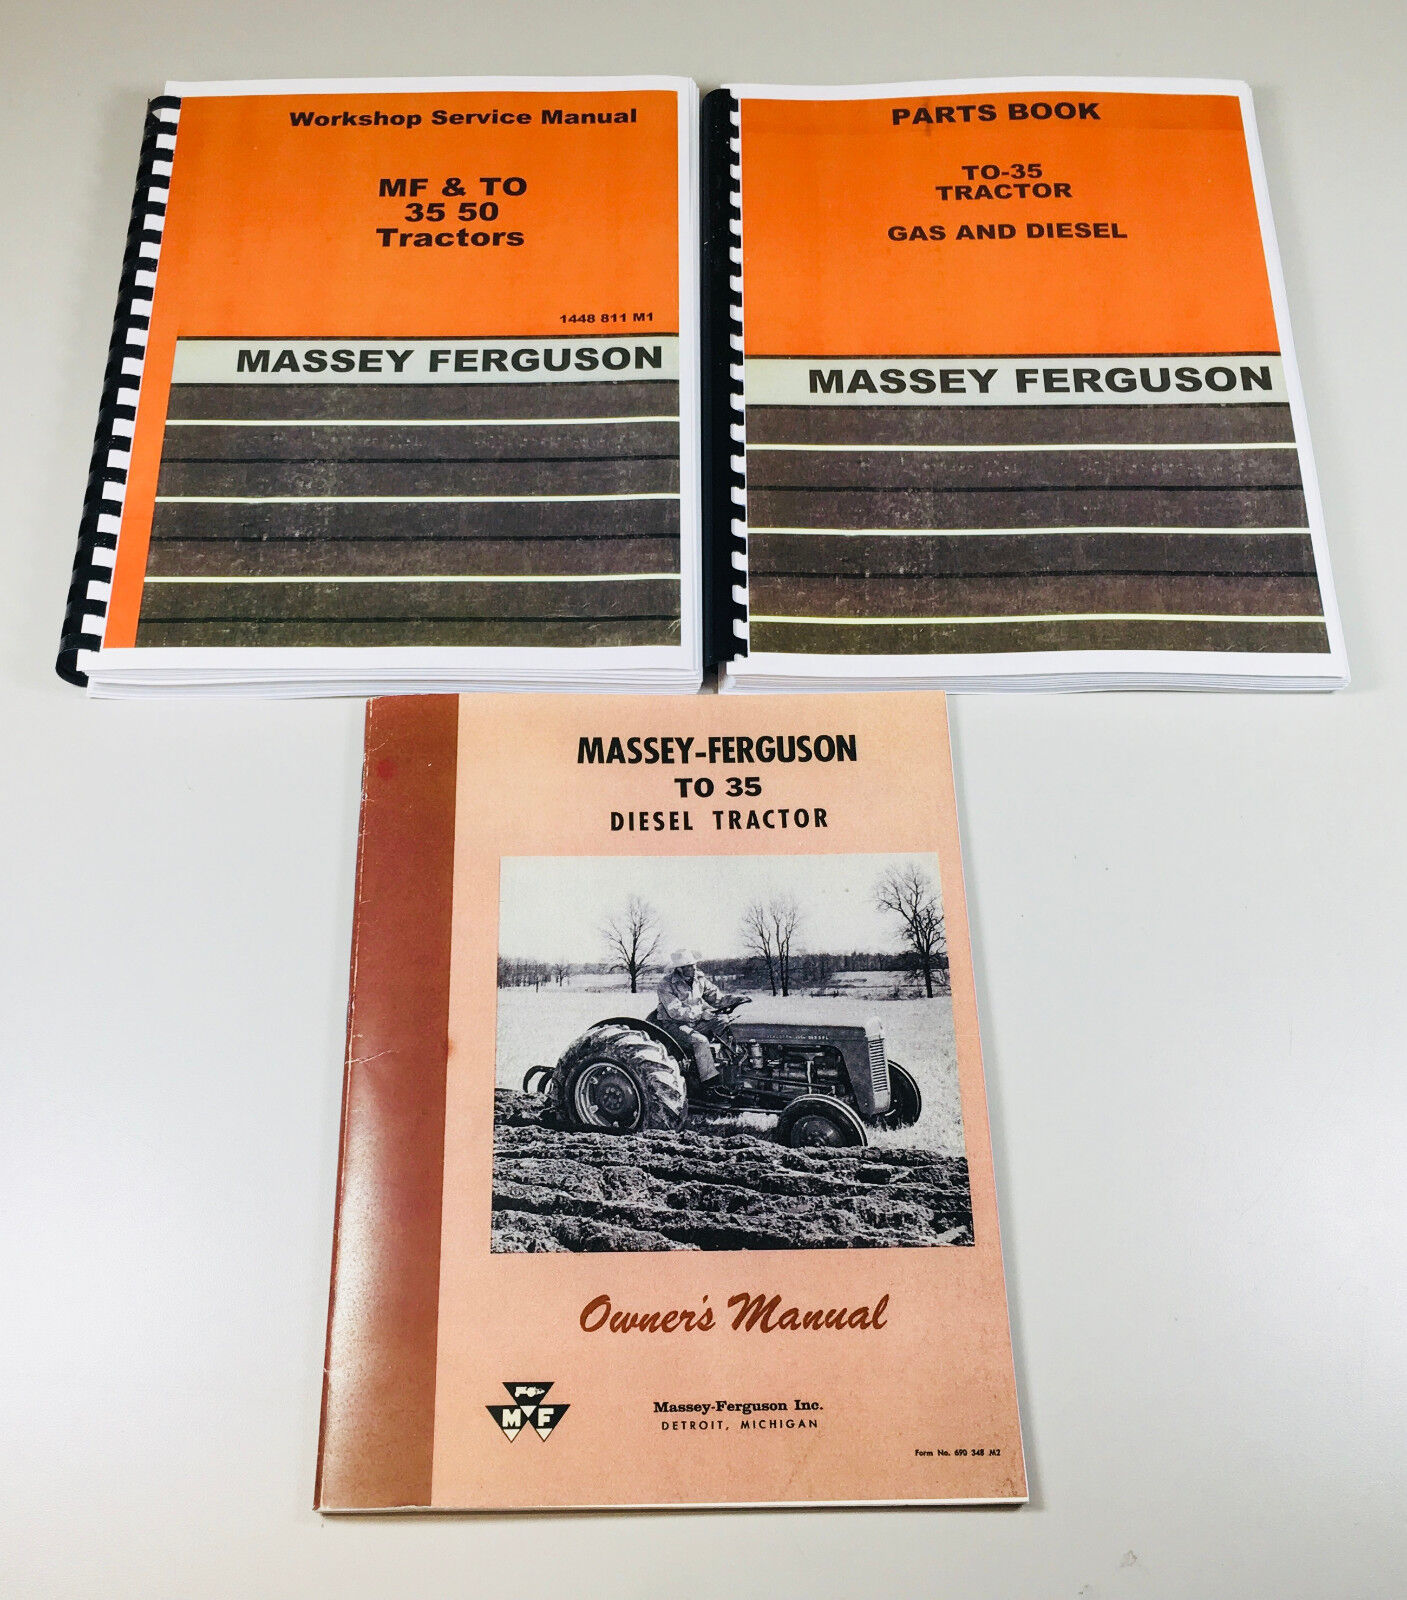 Workshop Service Manual
MF & TO
35 50
Tractors
1448 811 M1
MASSEY FERGUSON
PARTS BOOK
TO-35
TRACTOR
GAS AND DIESEL
MASSEY FERGUSON
MASSEY-FERGUSON
TO 35
DIESEL TRACTOR
Owner's Manual
M F
Massey-Ferguson Inc.
DETROIT, MICHIGAN
Form No. 690 348 M2